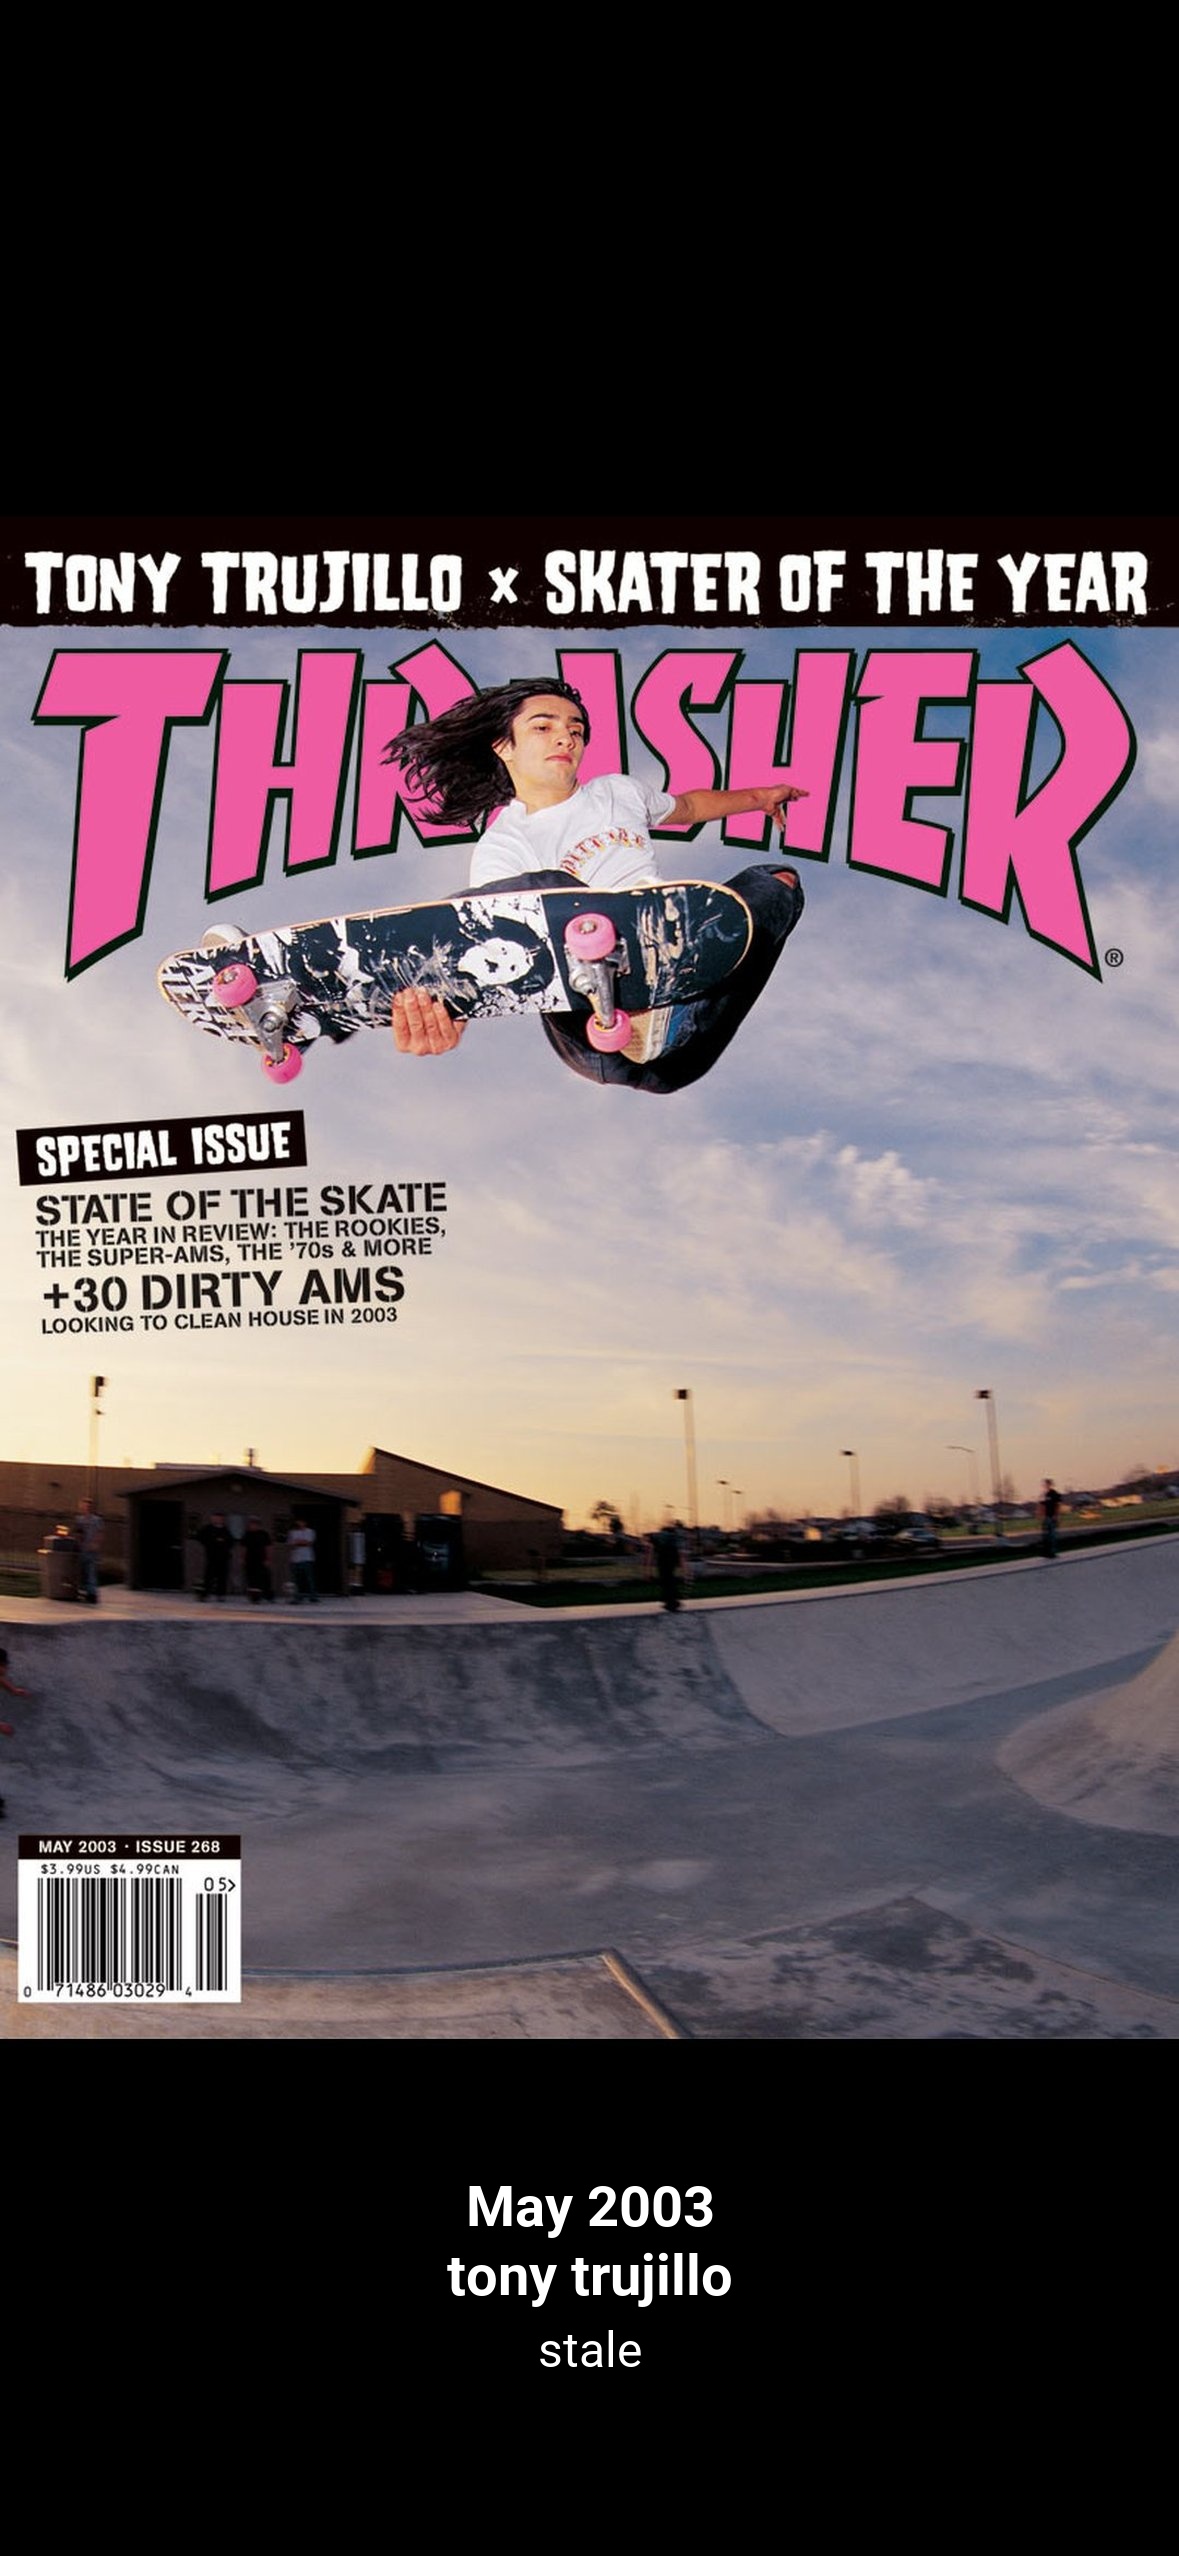 TONY TRUJILLO x SKATER OF THE YEAR
THRASHER
®
SPITFIRE
SPECIAL ISSUE
STATE OF THE SKATE
THE YEAR IN REVIEW: THE ROOKIES,
THE SUPER-AMS, THE '70s & MORE
+30 DIRTY AMS
LOOKING TO CLEAN HOUSE IN 2003
MAY 2003 · ISSUE 268
$3.99US $4.99CAN
05>
0 71486 03029 4
May 2003
tony trujillo
stale